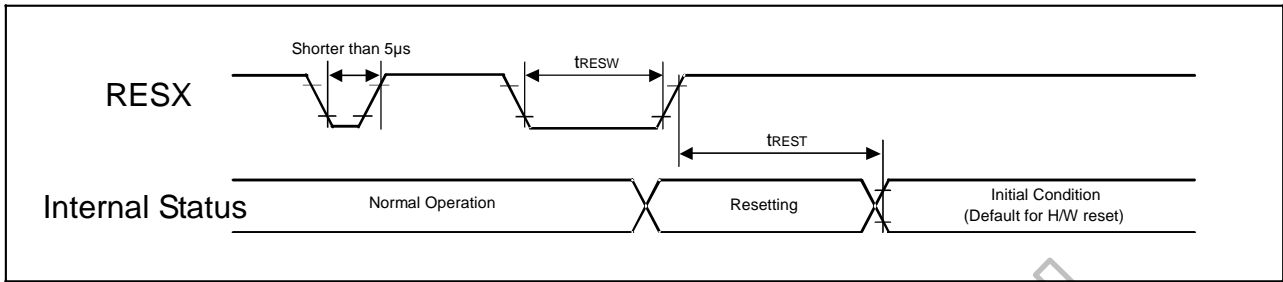 Shorter than 5µs
tRESW
RESX
tREST
Internal Status
Normal Operation
Resetting
Initial Condition
(Default for H/W reset)